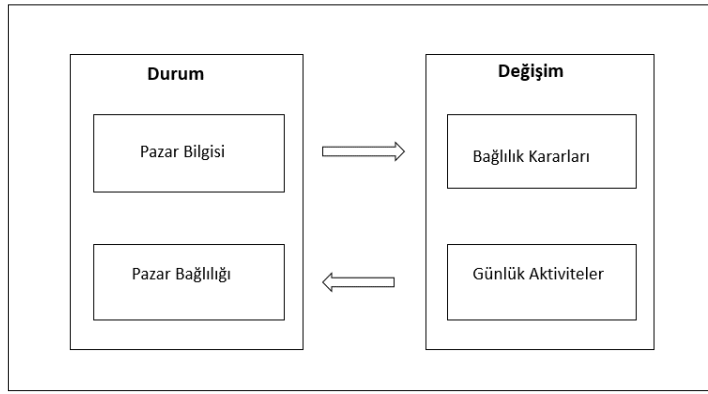 Durum
Pazar Bilgisi
Pazar Bağlılığı
Değişim
Bağlılık Kararları
Günlük Aktiviteler